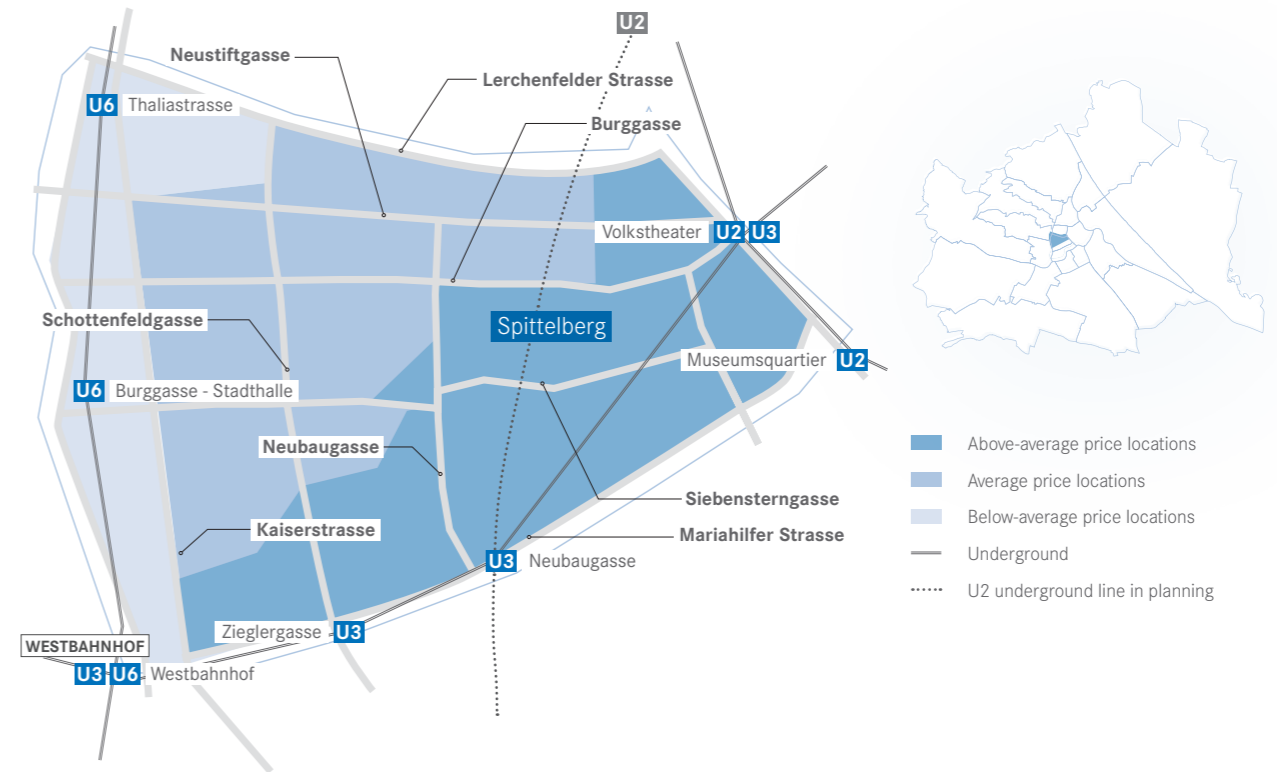 U2
Neustiftgasse
Lerchenfelder Strasse
U6 Thaliastrasse
Burggasse
Volkstheater U2 U3
Schottenfeldgasse
Spittelberg
Museumsquartier U2
U6 Burggasse - Stadthalle
Neubaugasse
Siebensterngasse
Kaiserstrasse
Mariahilfer Strasse
U3 Neubaugasse
Zieglergasse U3
WESTBAHNHOF
U3 U6 Westbahnhof
Above-average price locations
Average price locations
Below-average price locations
Underground
U2 underground line in planning